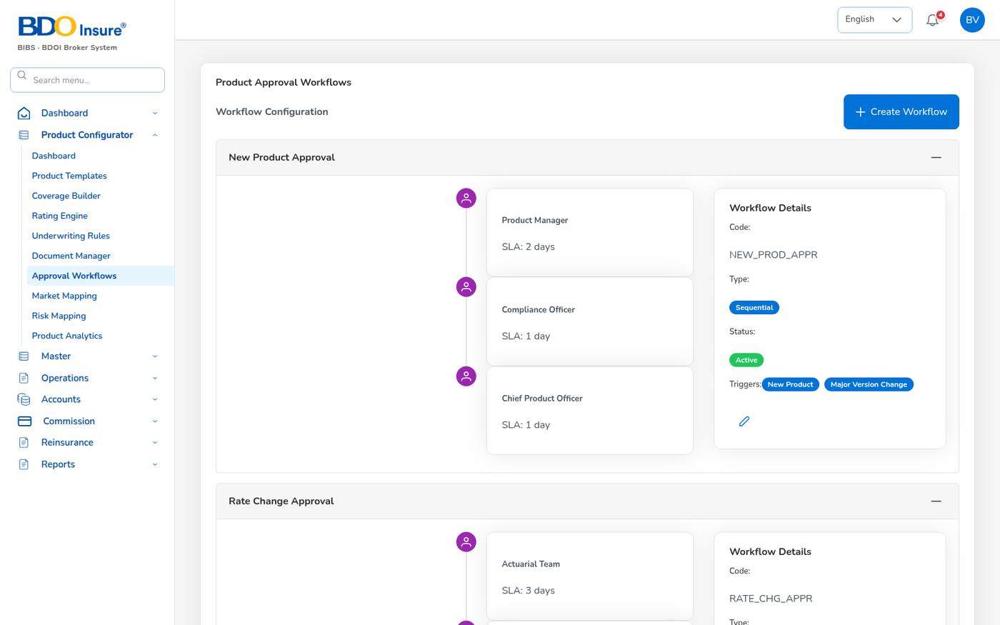 BDO Insure®
BIBS · BDOI Broker System
Search menu...
Dashboard
Product Configurator
Dashboard
Product Templates
Coverage Builder
Rating Engine
Underwriting Rules
Document Manager
Approval Workflows
Market Mapping
Risk Mapping
Product Analytics
Master
Operations
Accounts
Commission
Reinsurance
Reports
English
4
BV
Product Approval Workflows
Workflow Configuration
Create Workflow
New Product Approval
Product Manager
SLA: 2 days
Compliance Officer
SLA: 1 day
Chief Product Officer
SLA: 1 day
Workflow Details
Code:
NEW_PROD_APPR
Type:
Sequential
Status:
Active
Triggers: New Product Major Version Change
Rate Change Approval
Actuarial Team
SLA: 3 days
Workflow Details
Code:
RATE_CHG_APPR
Type: